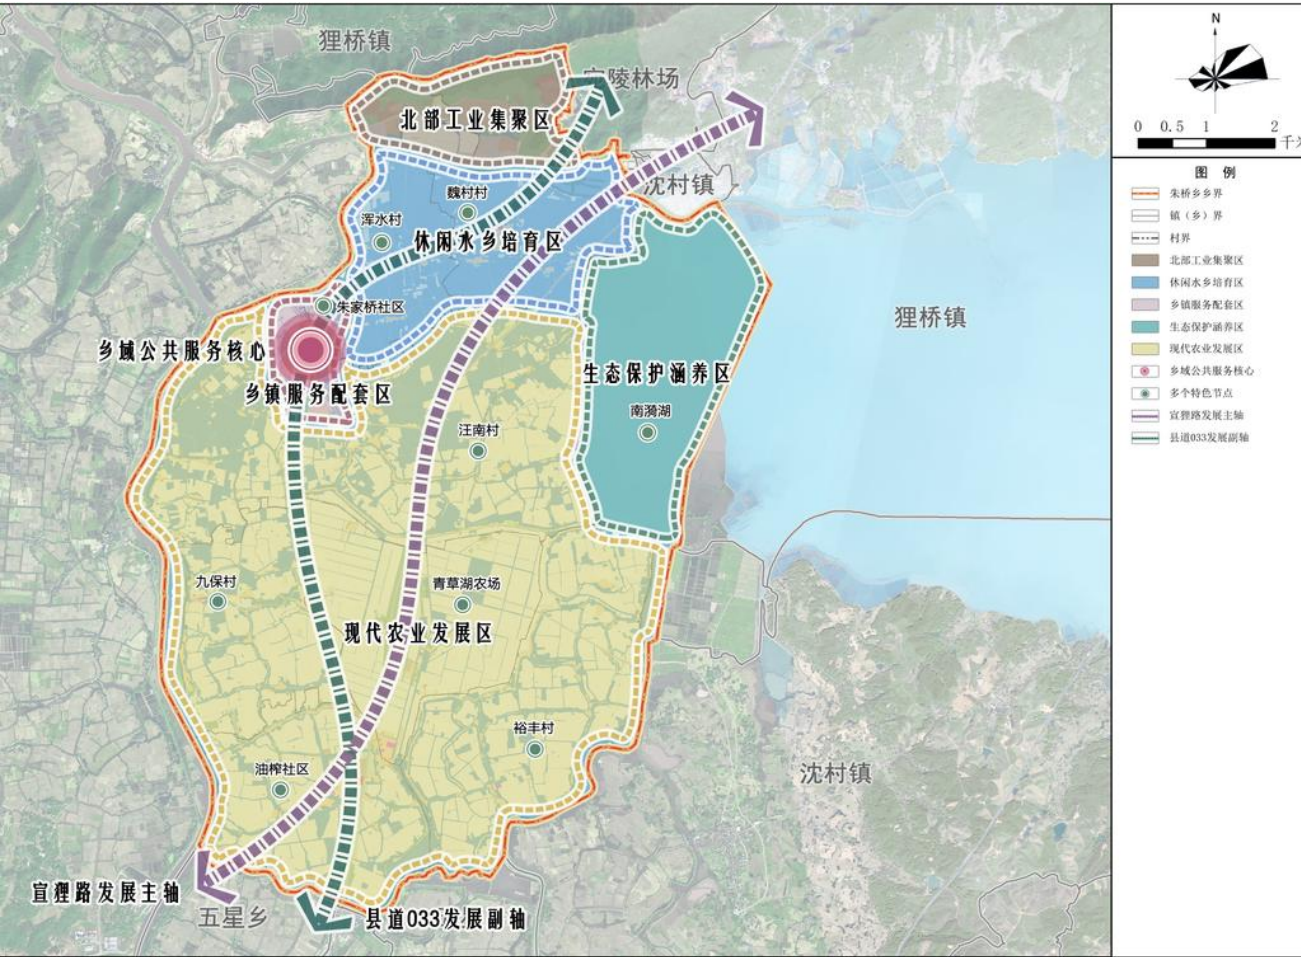 狸桥镇
宛陵林场
北部工业集聚区
沈村镇
魏村村
浑水村
休闲水乡培育区
朱家桥社区
狸桥镇
乡域公共服务核心
乡镇服务配套区
生态保护涵养区
南漪湖
汪南村
九保村
青草湖农场
现代农业发展区
裕丰村
油榨社区
沈村镇
宣狸路发展主轴
五星乡
县道033发展副轴
N
0 0.5 1 2
千米
图 例
朱桥乡乡界
镇（乡）界
村界
北部工业集聚区
休闲水乡培育区
乡镇服务配套区
生态保护涵养区
现代农业发展区
乡域公共服务核心
多个特色节点
宣狸路发展主轴
县道033发展副轴